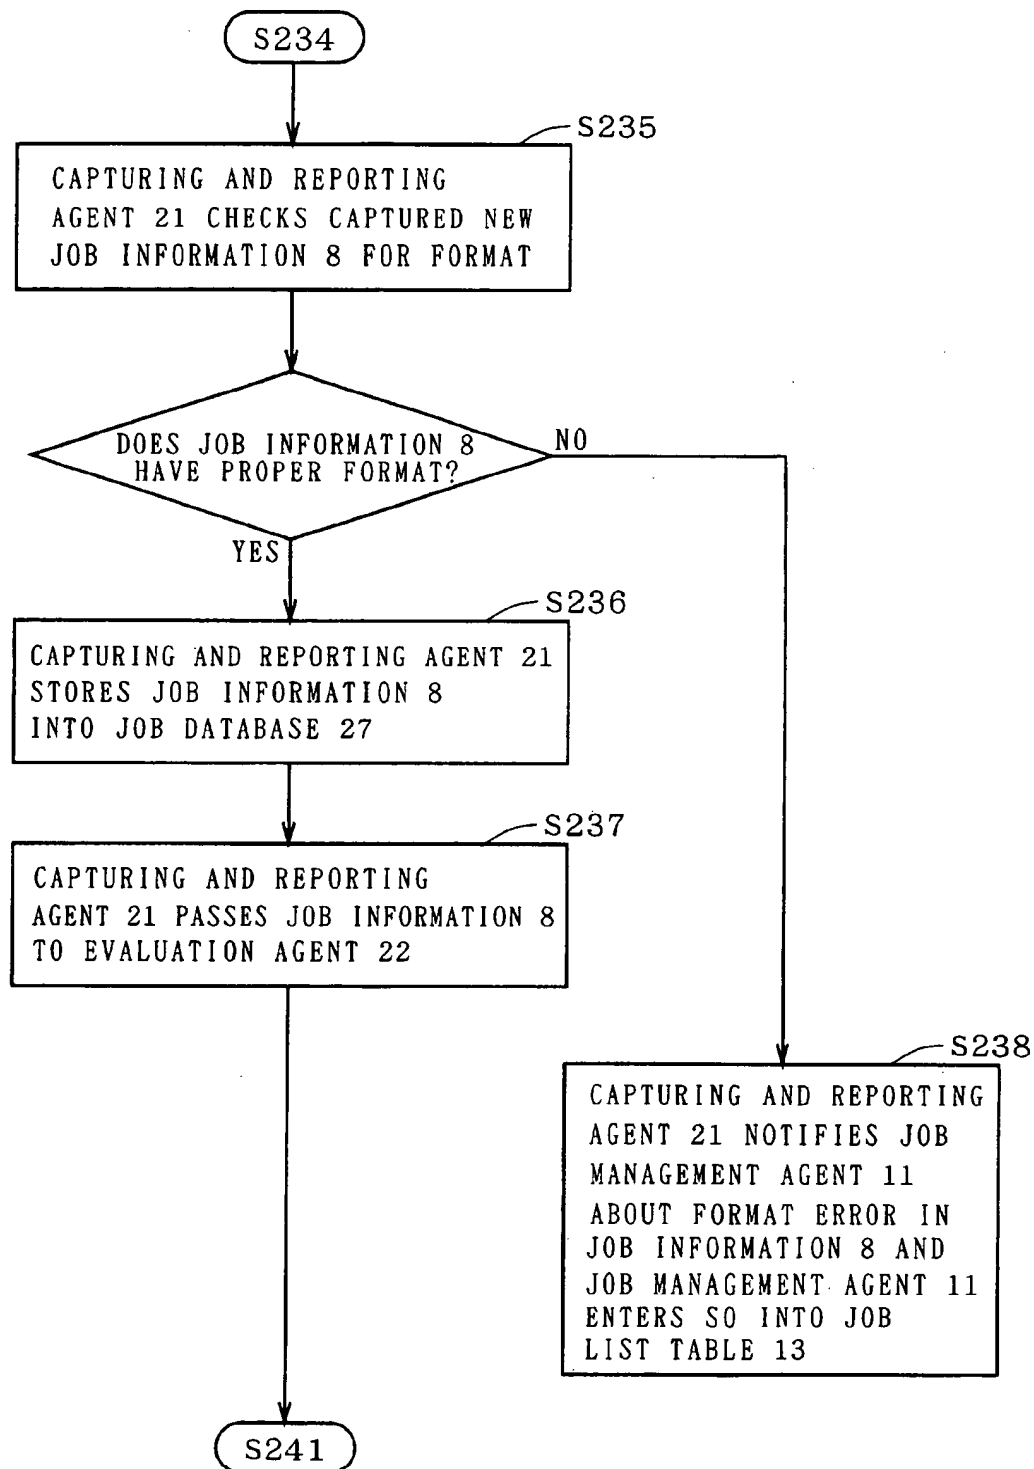 S234
S235
CAPTURING AND REPORTING
AGENT 21 CHECKS CAPTURED NEW
JOB INFORMATION 8 FOR FORMAT
DOES JOB INFORMATION 8
HAVE PROPER FORMAT?
NO
YES
S236
CAPTURING AND REPORTING AGENT 21
STORES JOB INFORMATION 8
INTO JOB DATABASE 27
S237
CAPTURING AND REPORTING
AGENT 21 PASSES JOB INFORMATION 8
TO EVALUATION AGENT 22
S238
CAPTURING AND REPORTING
AGENT 21 NOTIFIES JOB
MANAGEMENT AGENT 11
ABOUT FORMAT ERROR IN
JOB INFORMATION 8 AND
JOB MANAGEMENT AGENT 11
ENTERS SO INTO JOB
LIST TABLE 13
S241